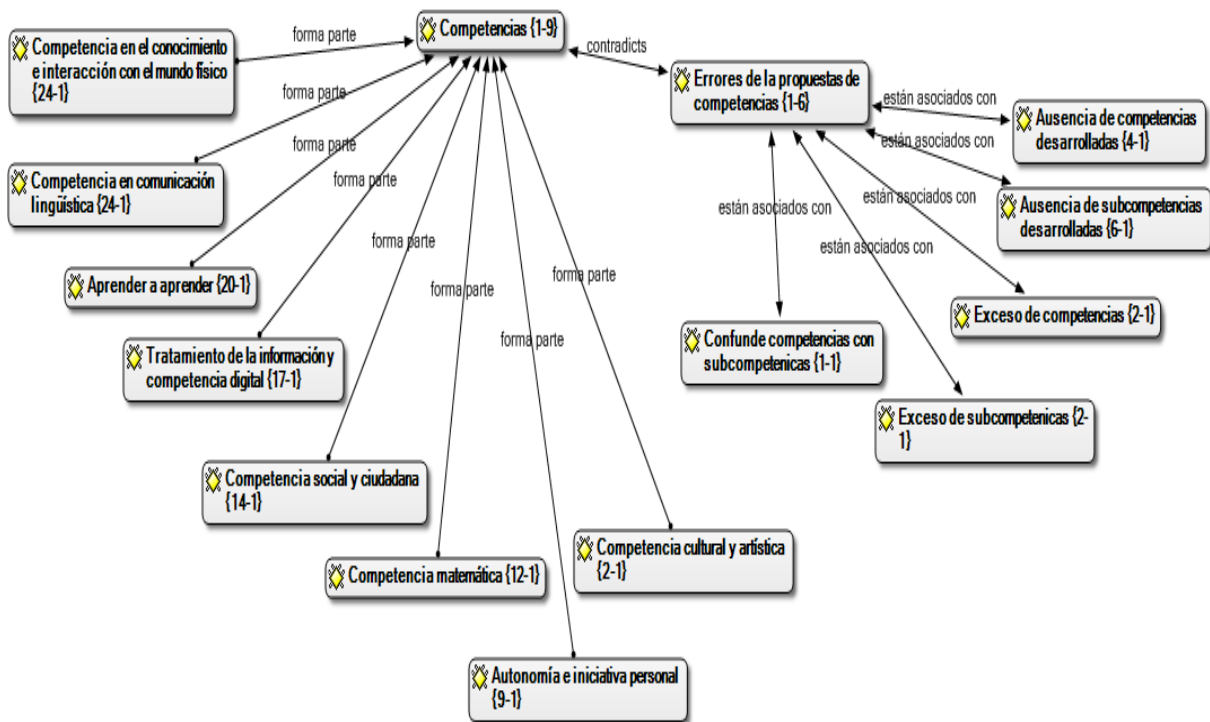 Competencia en el conocimiento
e interacción con el mundo físico
{24-1}
forma parte
Competencias {1-9}
contradicts
Errores de la propuestas de
competencias {1-6}
están asociados con
Ausencia de competencias
desarrolladas {4-1}
forma parte
están asociados con
Competencia en comunicación
lingüística {24-1}
forma parte
forma parte
están asociados con
Ausencia de subcompetencias
desarrolladas {6-1}
están asociados con
forma parte
están asociados con
Aprender a aprender {20-1}
forma parte
forma parte
Exceso de competencias {2-1}
Tratamiento de la información y
competencia digital {17-1}
forma parte
Confunde competencias con
subcompetenicas {1-1}
Exceso de subcompetenicas {2-
1}
Competencia social y ciudadana
{14-1}
Competencia matemática {12-1}
Competencia cultural y artística
{2-1}
Autonomía e iniciativa personal
{9-1}